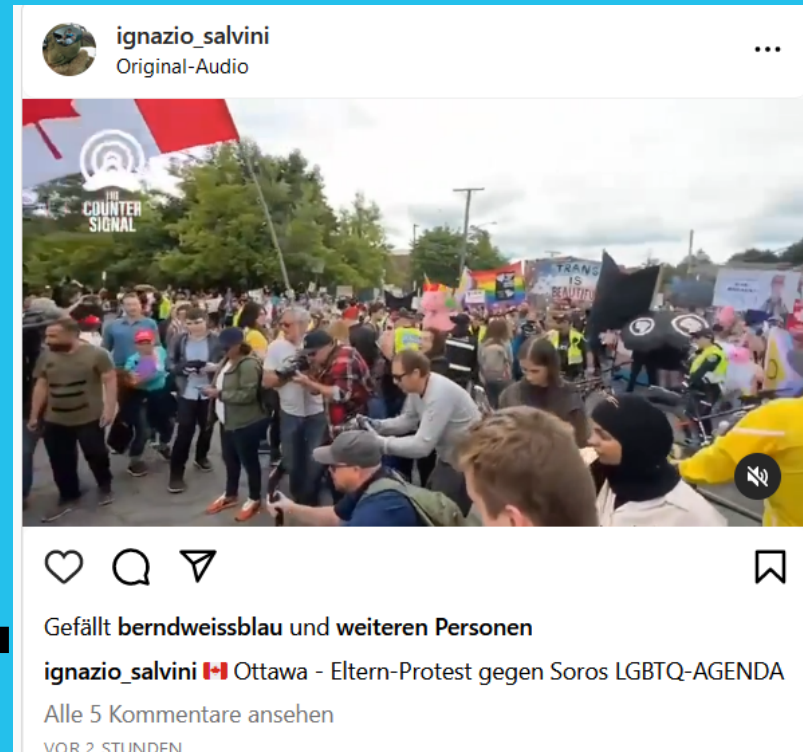 ignazio_salvini
Original-Audio
THE
COUNTER
SIGNAL
TRANS
IS
BEAUTIFUL
Gefällt berndweissblau und weiteren Personen
ignazio_salvini 🇨🇦 Ottawa - Eltern-Protest gegen Soros LGBTQ-AGENDA
Alle 5 Kommentare ansehen
VOR 2 STUNDEN